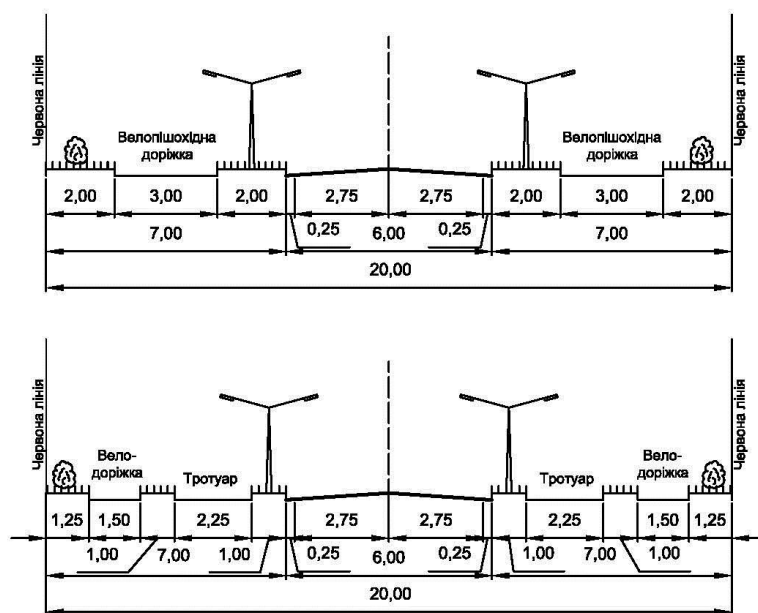 Червона лінія
Червона лінія
Велопішохідна
доріжка
Велопішохідна
доріжка
2,00 3,00 2,00 2,75 2,75 2,00 3,00 2,00
7,00 0,25 6,00 0,25 7,00
20,00
Червона лінія
Червона лінія
Вело-
доріжка
Тротуар
Тротуар
Вело-
доріжка
1,25 1,50 2,25 2,75 2,75 2,25 1,50 1,25
1,00 7,00 1,00 0,25 6,00 0,25 1,00 7,00 1,00
20,00